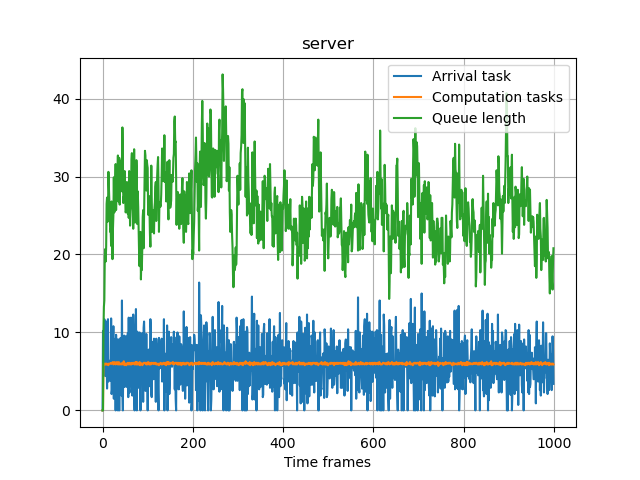 server
Arrival task
Computation tasks
Queue length
40
30
20
10
0
0 200 400 600 800 1000
Time frames